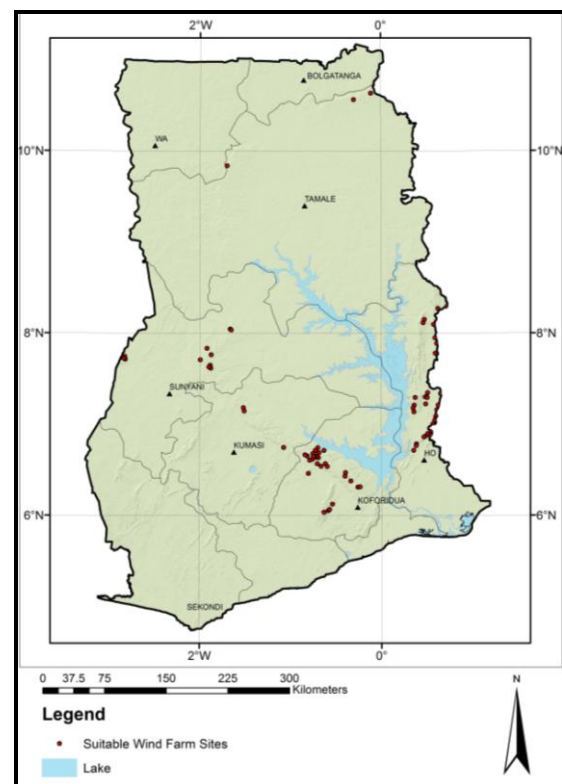 2°W 0°
BOLGATANGA
10°N WA 10°N
TAMALE
8°N 8°N
SUNYANI
KUMASI
HO
6°N KOFORIDUA 6°N
SEKONDI
2°W 0°
0 37.5 75 150 225 300
Kilometers
N
Legend
Suitable Wind Farm Sites
Lake